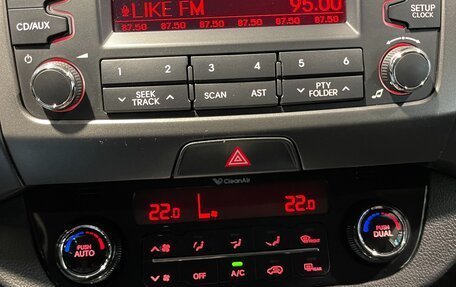 LIKE FM 95.00
87.50 87.50 87.50 87.50 87.50 87.50
CD/AUX
SETUP CLOCK
1 2 3 4 5 6
SEEK TRACK SCAN AST PTY FOLDER
CleanAir
22.0 22.0
PUSH AUTO
PUSH DUAL
FRONT
OFF A/C REAR